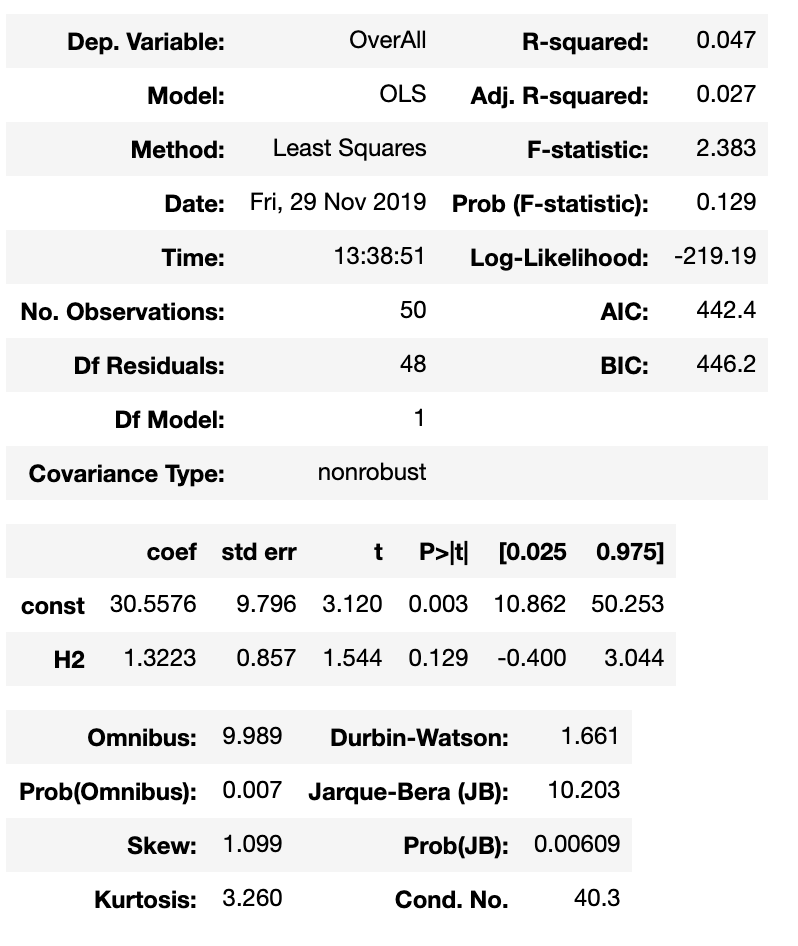 Dep. Variable: OverAll R-squared: 0.047
Model: OLS Adj. R-squared: 0.027
Method: Least Squares F-statistic: 2.383
Date: Fri, 29 Nov 2019 Prob (F-statistic): 0.129
Time: 13:38:51 Log-Likelihood: -219.19
No. Observations: 50 AIC: 442.4
Df Residuals: 48 BIC: 446.2
Df Model: 1
Covariance Type: nonrobust
coef std err t P>|t| [0.025 0.975]
const 30.5576 9.796 3.120 0.003 10.862 50.253
H2 1.3223 0.857 1.544 0.129 -0.400 3.044
Omnibus: 9.989 Durbin-Watson: 1.661
Prob(Omnibus): 0.007 Jarque-Bera (JB): 10.203
Skew: 1.099 Prob(JB): 0.00609
Kurtosis: 3.260 Cond. No. 40.3